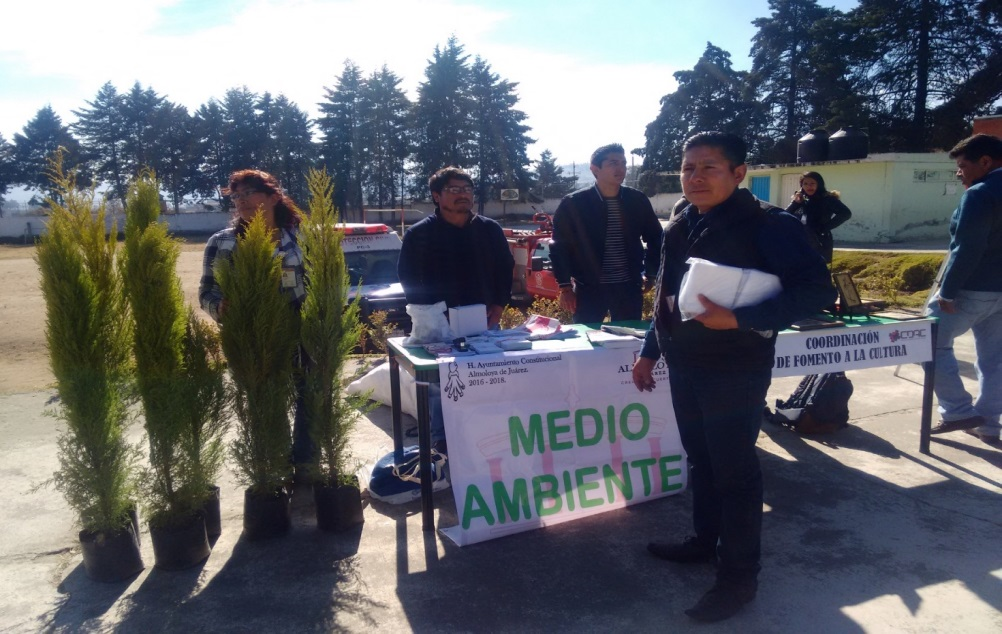 H. Ayuntamiento Constitucional
Almoloya de Juárez.
2016 - 2018.
MEDIO
AMBIENTE
COORDINACIÓN
DE FOMENTO A LA CULTURA